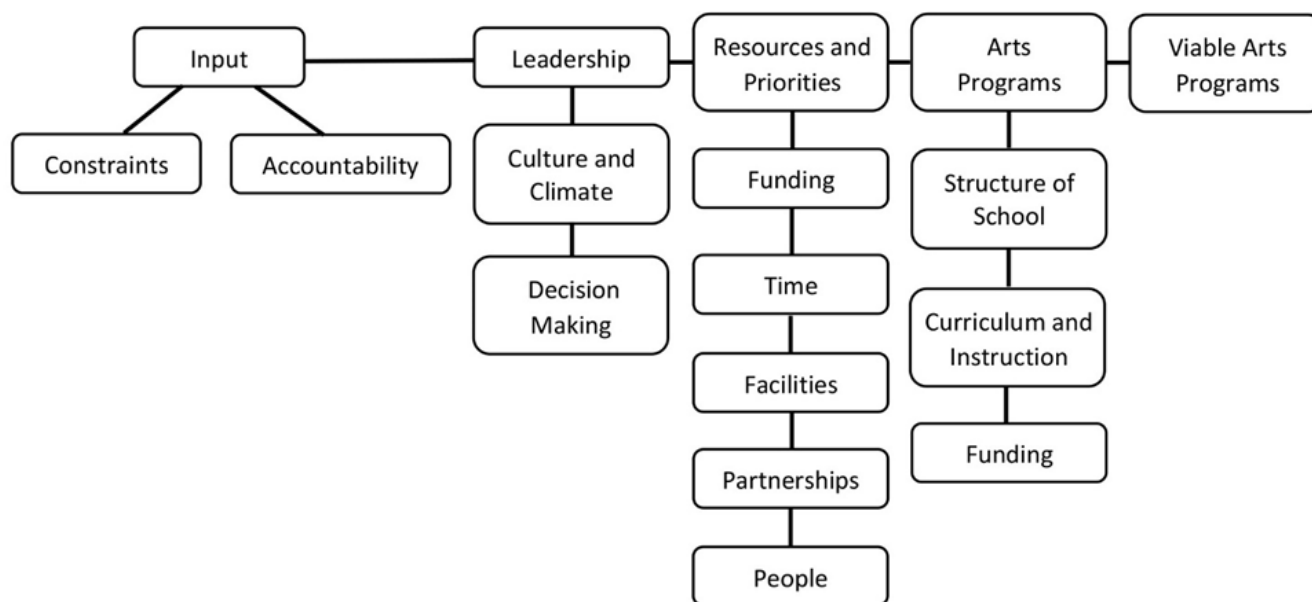 Input
Leadership
Resources and
Priorities
Arts
Programs
Viable Arts
Programs
Constraints
Accountability
Culture and
Climate
Decision
Making
Funding
Time
Facilities
Partnerships
People
Structure of
School
Curriculum and
Instruction
Funding